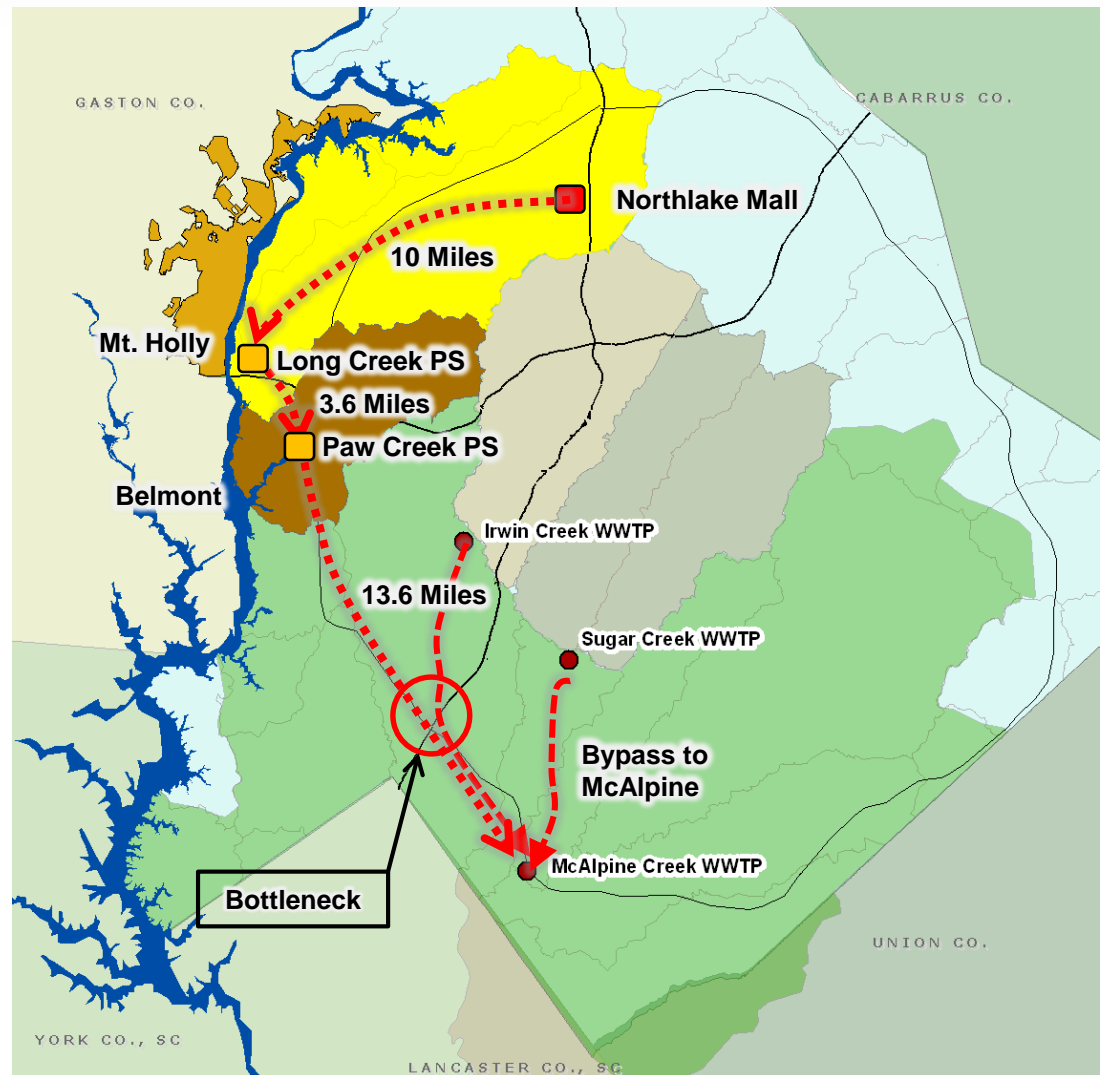 GASTON CO.
CABARRUS CO.
Northlake Mall
10 Miles
Mt. Holly
Long Creek PS
3.6 Miles
Paw Creek PS
Belmont
Irwin Creek WWTP
13.6 Miles
Sugar Creek WWTP
Bypass to
McAlpine
McAlpine Creek WWTP
Bottleneck
UNION CO.
YORK CO., SC
LANCASTER CO., SC